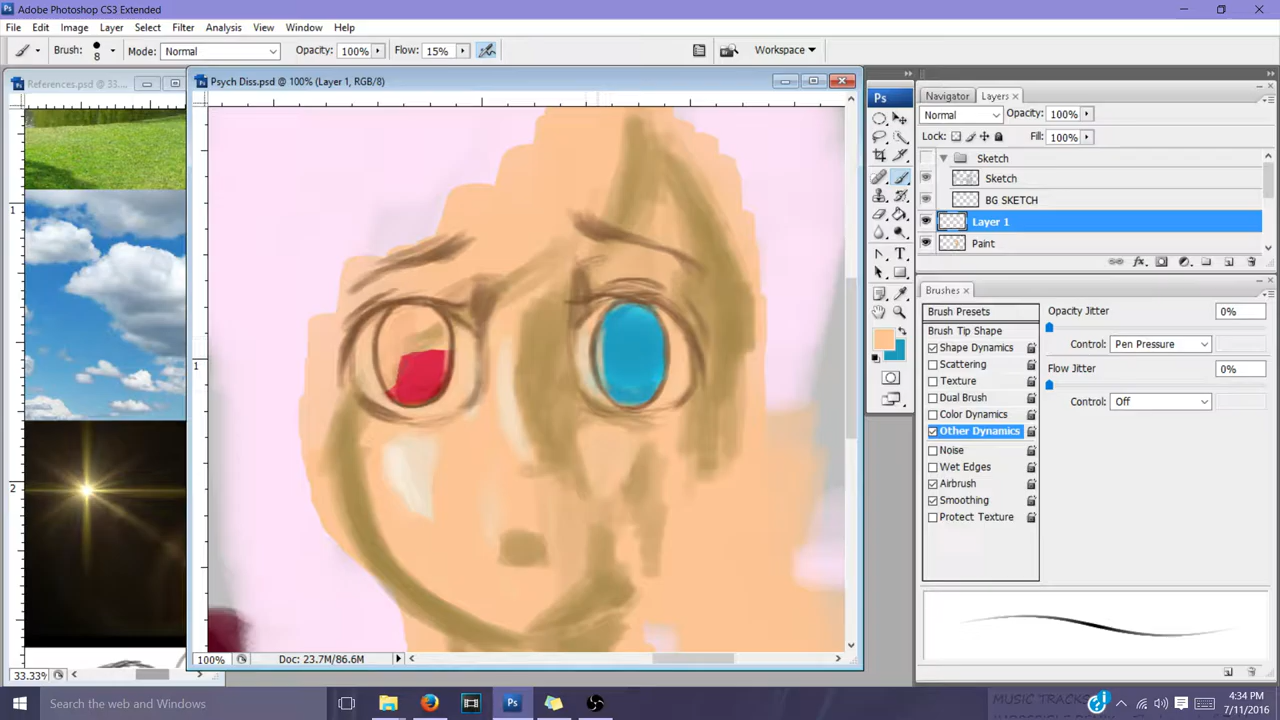 Adobe Photoshop CS3 Extended
File Edit Image Layer Select Filter Analysis View Window Help
Brush: 8 Mode: Normal Opacity: 100% Flow: 15% Workspace
References.psd @ 33....
Psych Diss.psd @ 100% (Layer 1, RGB/8)
Ps
Navigator Layers
Normal Opacity: 100%
Lock: Fill: 100%
Sketch
Sketch
BG SKETCH
Layer 1
Paint
Brushes
Brush Presets
Brush Tip Shape
Shape Dynamics
Scattering
Texture
Dual Brush
Color Dynamics
Other Dynamics
Noise
Wet Edges
Airbrush
Smoothing
Protect Texture
Opacity Jitter 0%
Control: Pen Pressure
Flow Jitter 0%
Control: Off
1
2
1
33.33%
100% Doc: 23.7M/86.6M
Search the web and Windows
Ps
MUSIC TRACKS
4:34 PM
7/11/2016